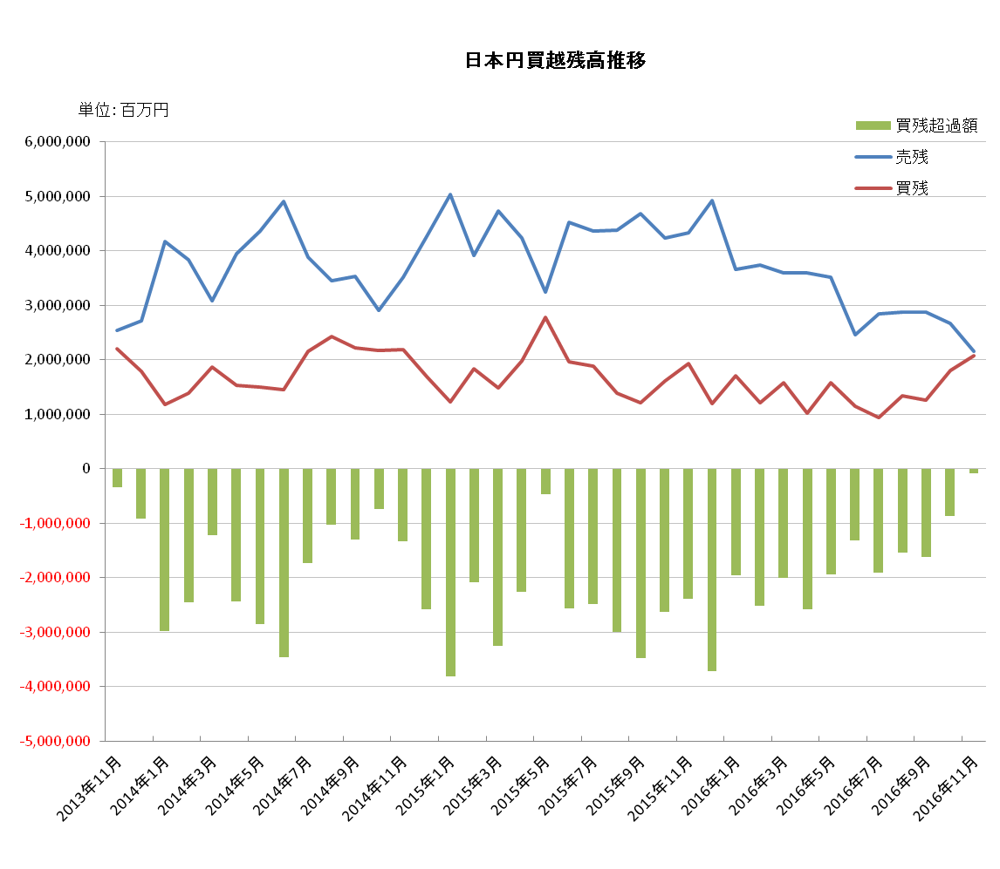 日本円買越残高推移
単位：百万円
買残超過額
売残
買残
6,000,000
5,000,000
4,000,000
3,000,000
2,000,000
1,000,000
0
-1,000,000
-2,000,000
-3,000,000
-4,000,000
-5,000,000
2013年11月
2014年1月
2014年3月
2014年5月
2014年7月
2014年9月
2014年11月
2015年1月
2015年3月
2015年5月
2015年7月
2015年9月
2015年11月
2016年1月
2016年3月
2016年5月
2016年7月
2016年9月
2016年11月